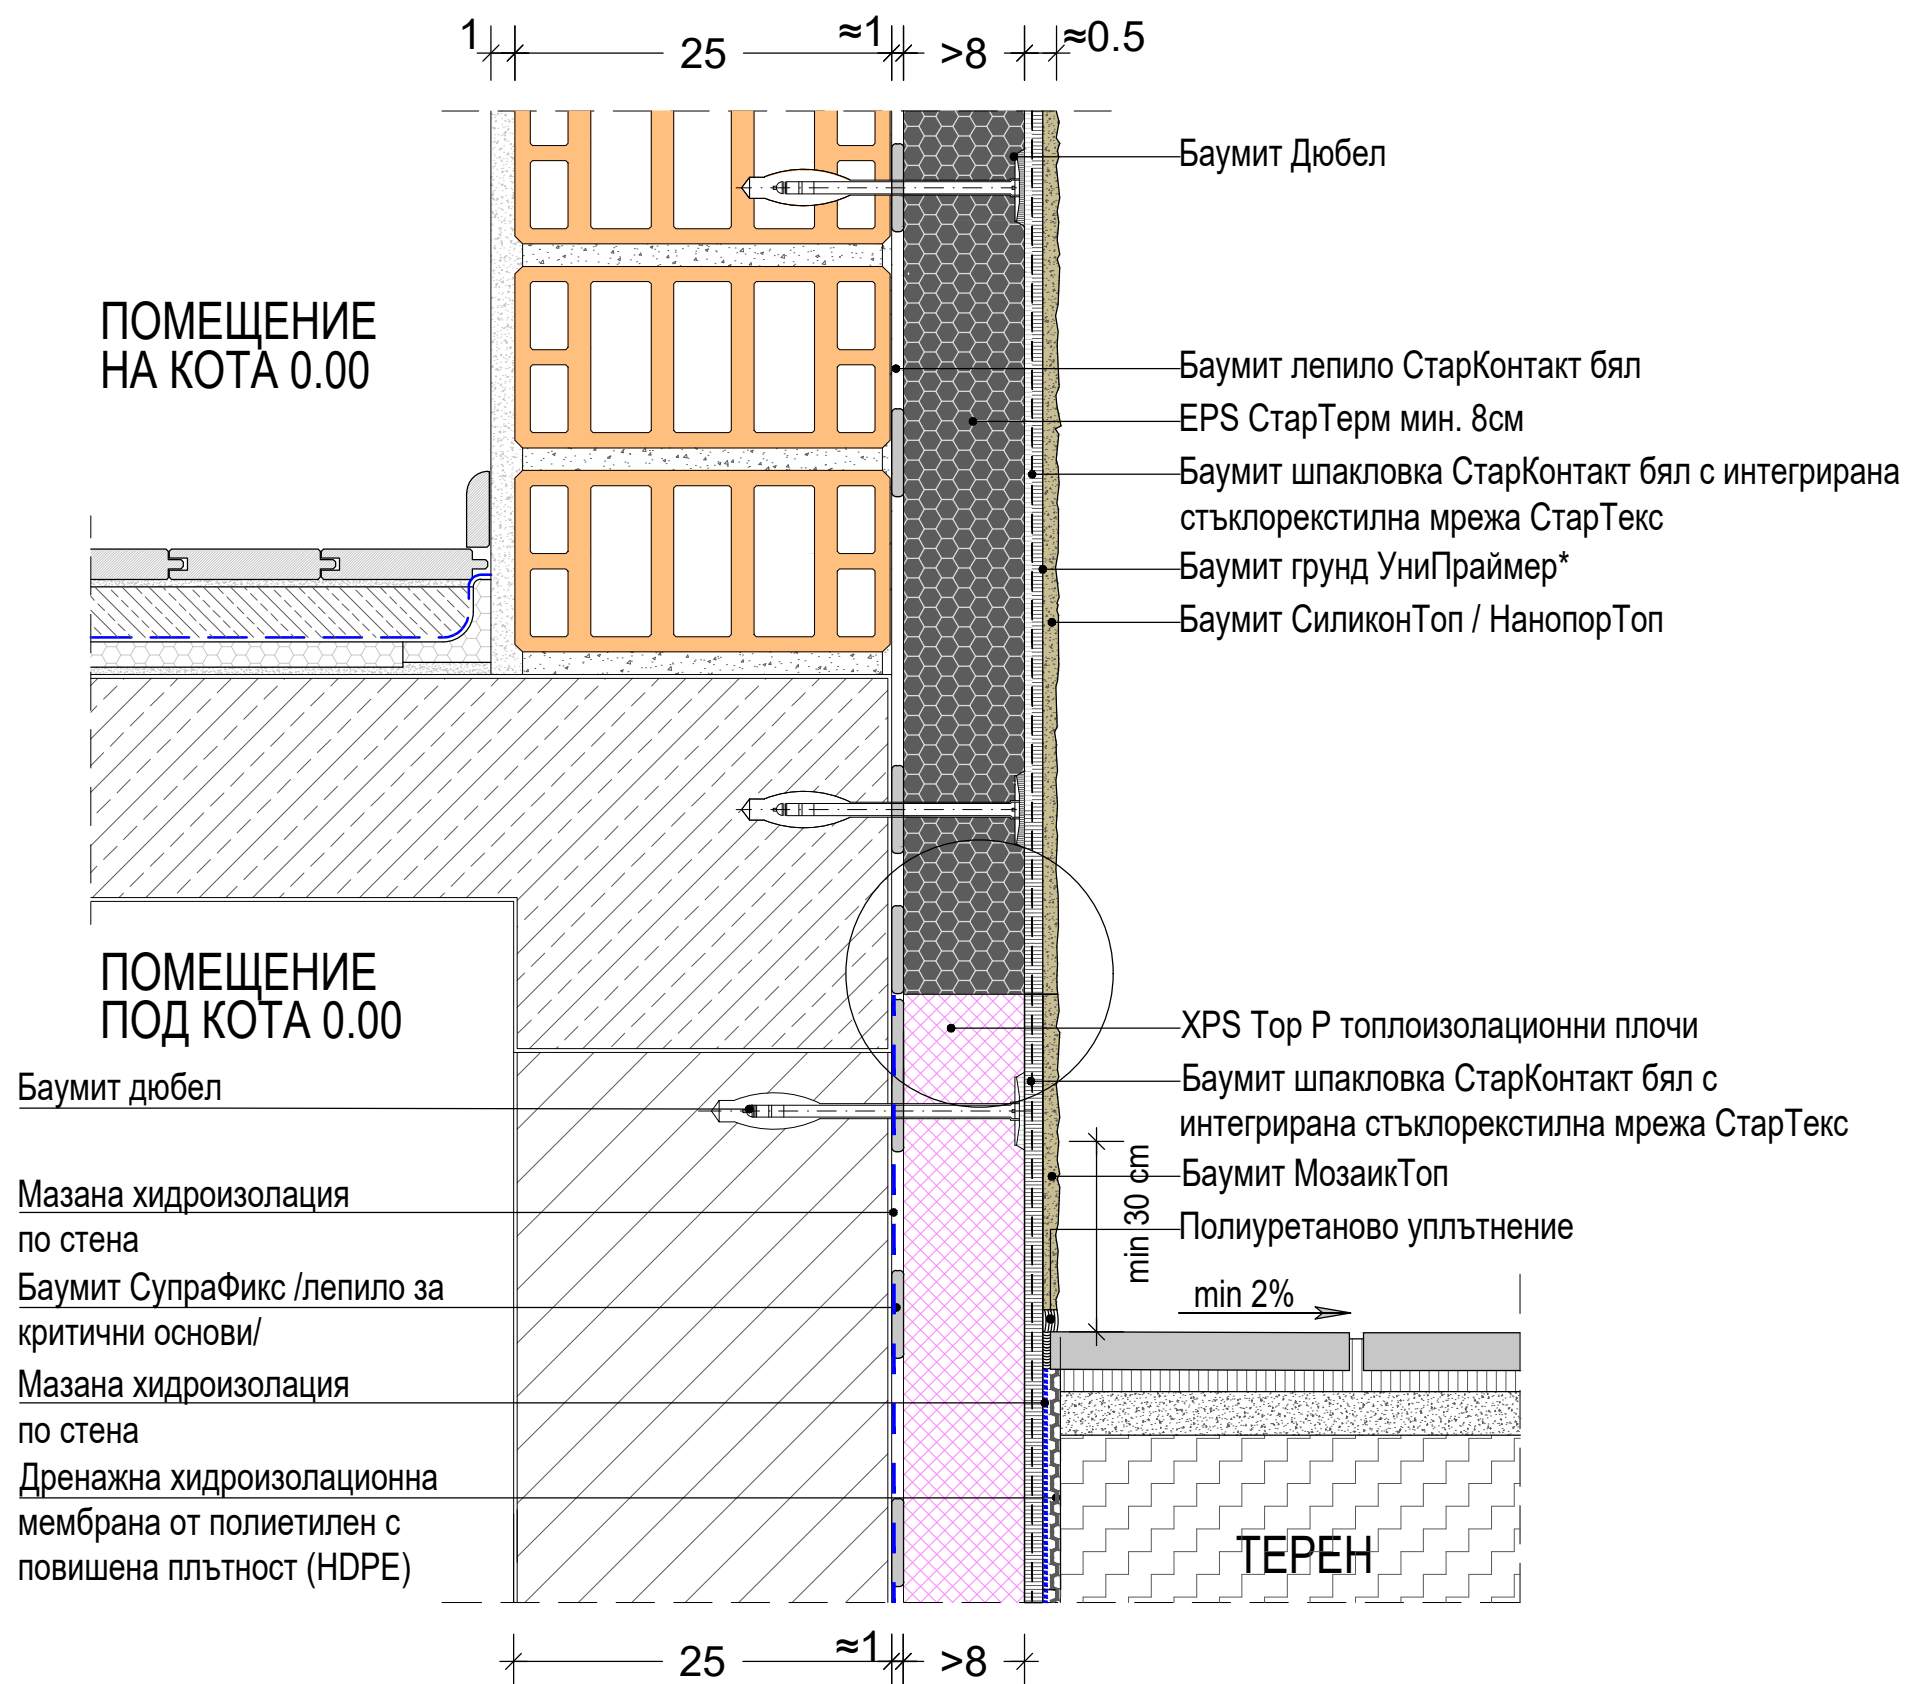 1
25
≈1
>8
≈0.5
Баумит Дюбел
ПОМЕЩЕНИЕ
НА КОТА 0.00
Баумит лепило СтарКонтакт бял
EPS СтарТерм мин. 8см
Баумит шпакловка СтарКонтакт бял с интегрирана
стъклорекстилна мрежа СтарТекс
Баумит грунд УниПраймер*
Баумит СиликонТоп / НанопорТоп
ПОМЕЩЕНИЕ
ПОД КОТА 0.00
Баумит дюбел
Мазана хидроизолация
по стена
Баумит СупраФикс /лепило за
критични основи/
Мазана хидроизолация
по стена
Дренажна хидроизолационна
мембрана от полиетилен с
повишена плътност (HDPE)
XPS Top P топлоизолационни плочи
Баумит шпакловка СтарКонтакт бял с
интегрирана стъклорекстилна мрежа СтарТекс
Баумит МозаикТоп
Полиуретаново уплътнение
min 30 cm
min 2%
ТЕРЕН
25
≈1
>8